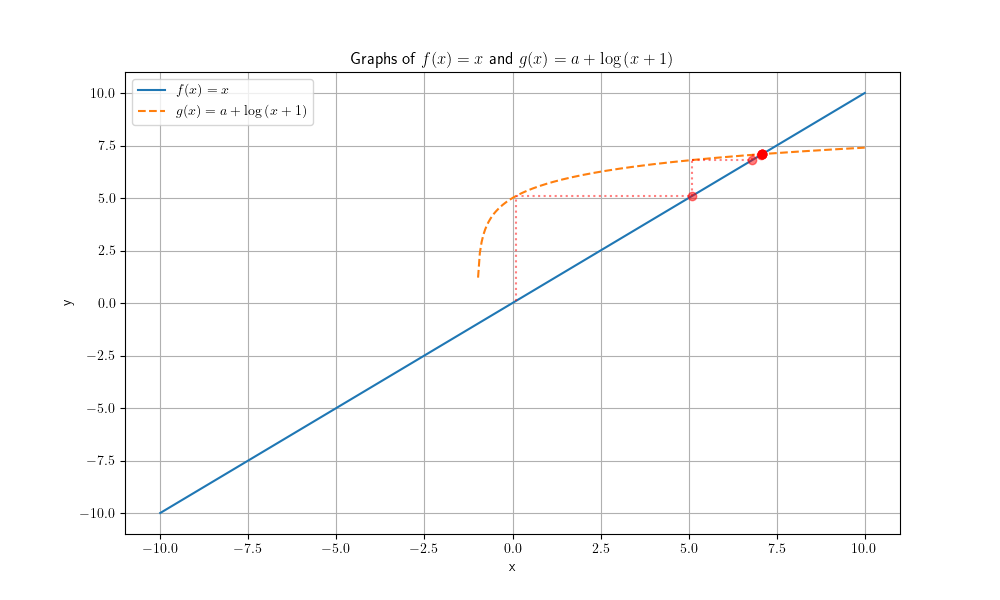 Graphs of $f(x) = x$ and $g(x) = a + \log(x + 1)$
$f(x) = x$
$g(x) = a + \log(x + 1)$
10.0
7.5
5.0
2.5
0.0
−2.5
−5.0
−7.5
−10.0
y
−10.0 −7.5 −5.0 −2.5 0.0 2.5 5.0 7.5 10.0
x